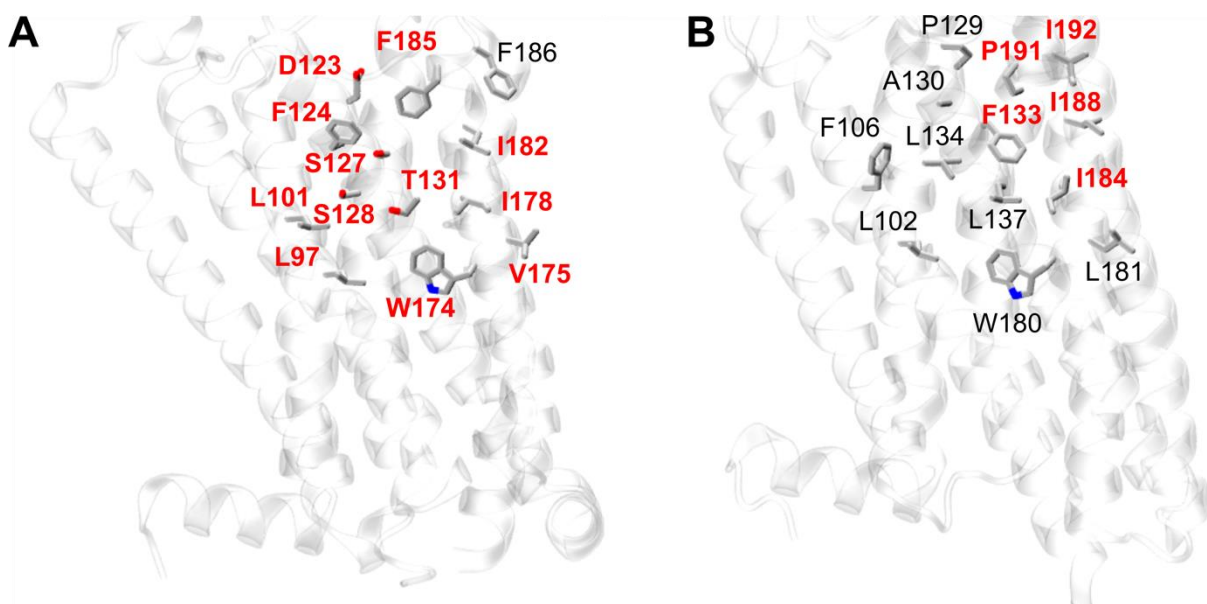 A
F185
F186
D123
F124
S127
I182
T131
L101
S128
I178
L97
V175
W174
B
P129
I192
P191
A130
F133
I188
F106
L134
I184
L102
L137
L181
W180